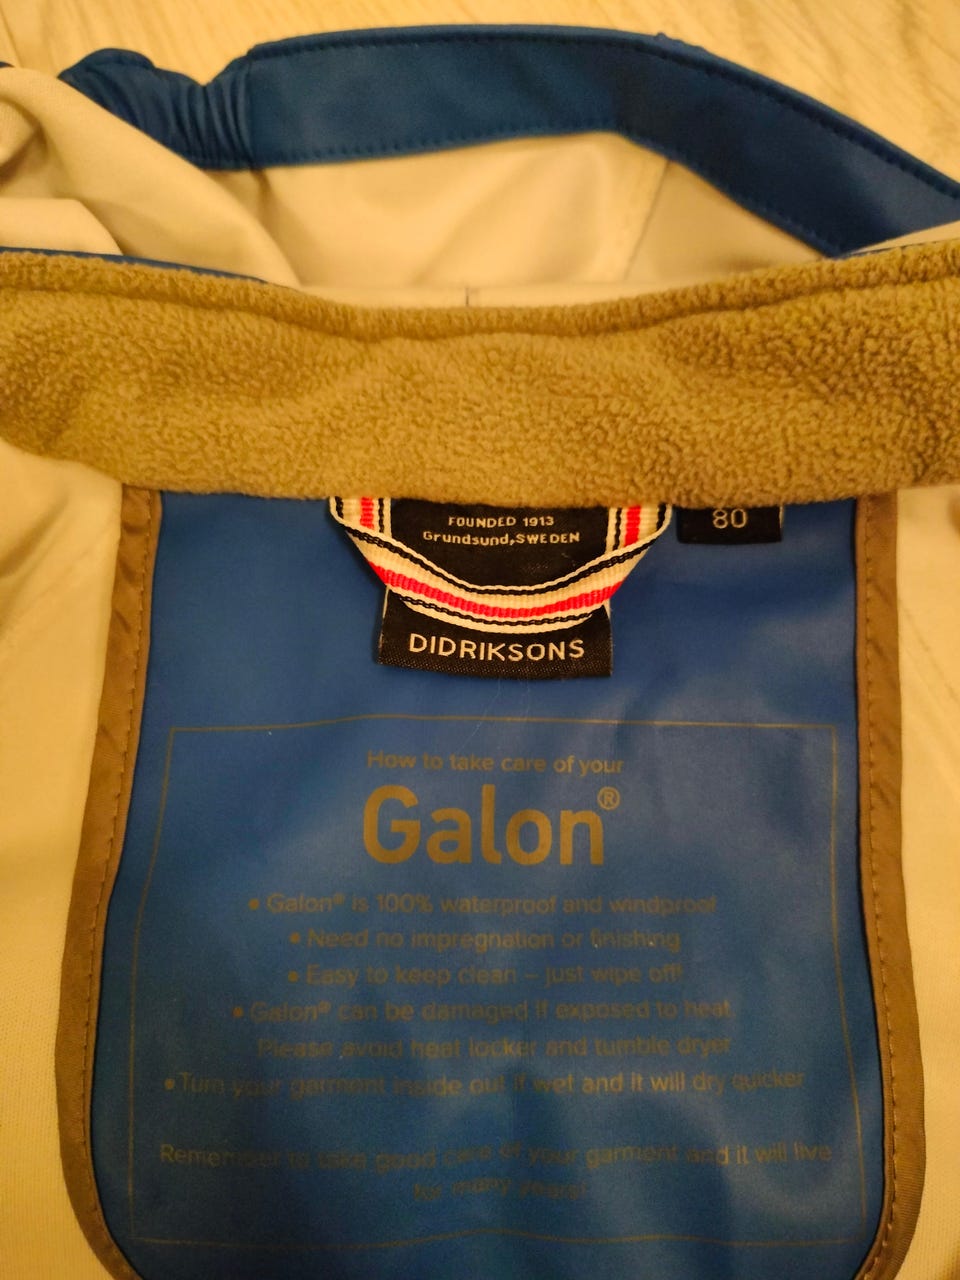 FOUNDED 1913
Grundsund,SWEDEN
80
DIDRIKSONS
How to take care of your
Galon®
• Galon® is 100% waterproof and windproof
• Need no impregnation or finishing
• Easy to keep clean – just wipe off!
• Galon® can be damaged if exposed to heat.
Please avoid heat locker and tumble dryer
• Turn your garment inside out if wet and it will dry quicker
Remember to take good care of your garment and it will live
for many years!